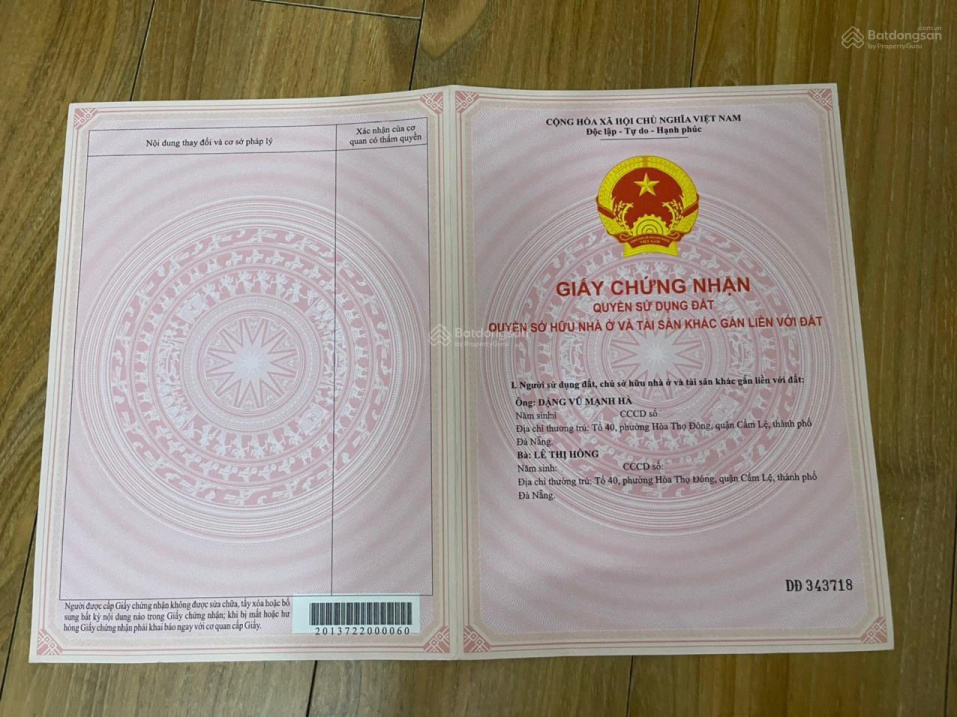 Batdongsan
.com.vn
by PropertyGuru
Nội dung thay đổi và cơ sở pháp lý
Xác nhận của cơ
quan có thẩm quyền
Người được cấp Giấy chứng nhận không được sửa chữa, tẩy xóa hoặc bổ
sung bất kỳ nội dung nào trong Giấy chứng nhận; khi bị mất hoặc hư
hỏng Giấy chứng nhận phải khai báo ngay với cơ quan cấp Giấy.
2013722000060
CỘNG HÒA XÃ HỘI CHỦ NGHĨA VIỆT NAM
Độc lập - Tự do - Hạnh phúc
VIỆT NAM
GIẤY CHỨNG NHẬN
QUYỀN SỬ DỤNG ĐẤT
QUYỀN SỞ HỮU NHÀ Ở VÀ TÀI SẢN KHÁC GẮN LIỀN VỚI ĐẤT
Batdongsan
by PropertyGuru
I. Người sử dụng đất, chủ sở hữu nhà ở và tài sản khác gắn liền với đất:
Ông: ĐẶNG VŨ MẠNH HÀ
Năm sinh: CCCD số
Địa chỉ thường trú: Tổ 40, phường Hòa Thọ Đông, quận Cẩm Lệ, thành phố
Đà Nẵng.
Bà: LÊ THỊ HỒNG
Năm sinh: CCCD số:
Địa chỉ thường trú: Tổ 40, phường Hòa Thọ Đông, quận Cẩm Lệ, thành phố
Đà Nẵng.
DĐ 343718